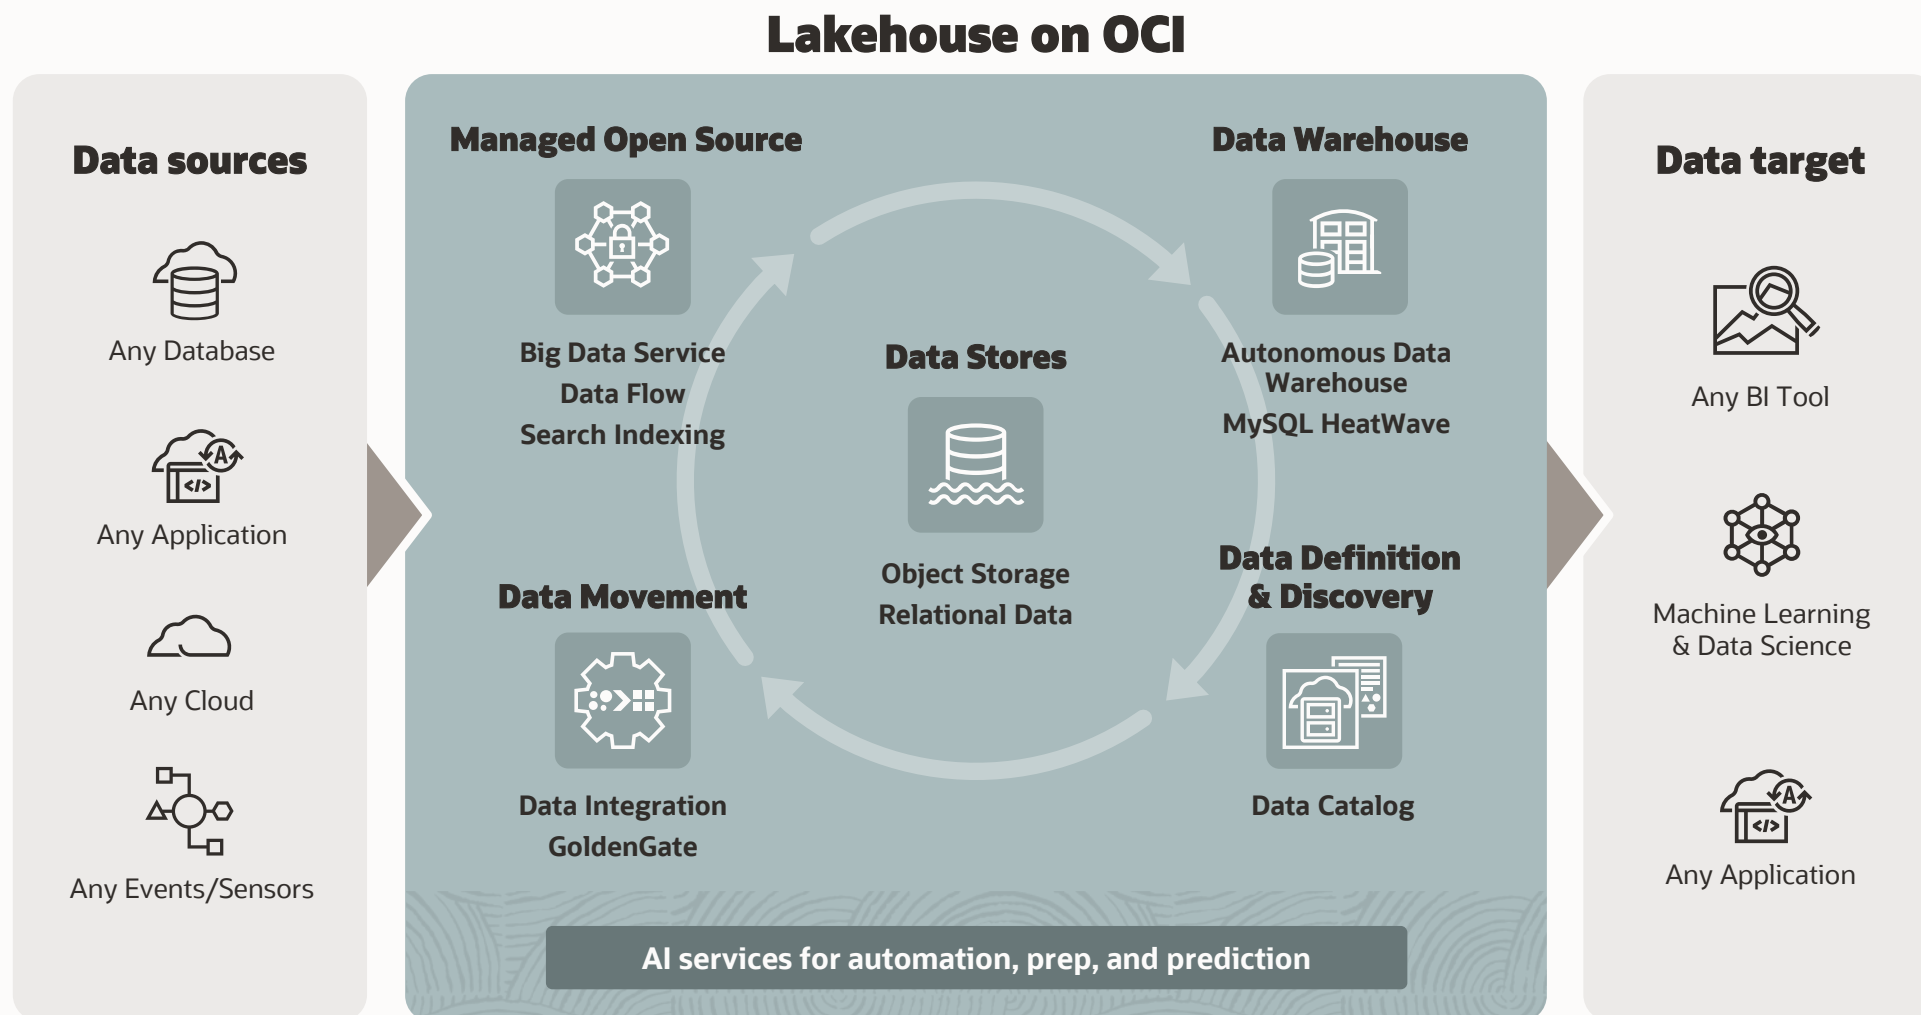 Lakehouse on OCI
Data sources
Any Database
A
</>
Any Application
Any Cloud
Any Events/Sensors
Managed Open Source
Big Data Service
Data Flow
Search Indexing
Data Warehouse
Autonomous Data
Warehouse
MySQL HeatWave
Data Stores
Object Storage
Relational Data
Data Movement
Data Integration
GoldenGate
Data Definition
& Discovery
Data Catalog
AI services for automation, prep, and prediction
Data target
Any BI Tool
Machine Learning
& Data Science
A
</>
Any Application